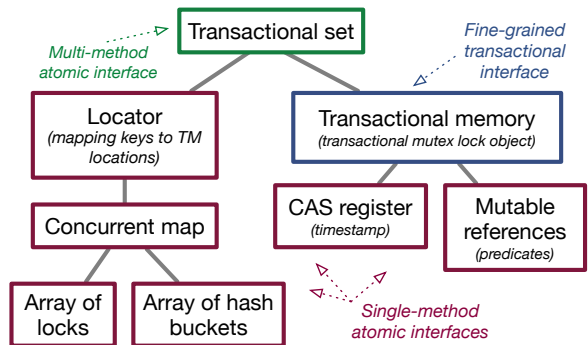 Transactional set
Multi-method
atomic interface
Fine-grained
transactional
interface
Locator
(mapping keys to TM
locations)
Transactional memory
(transactional mutex lock object)
Concurrent map
CAS register
(timestamp)
Mutable
references
(predicates)
Array of
locks
Array of hash
buckets
Single-method
atomic interfaces